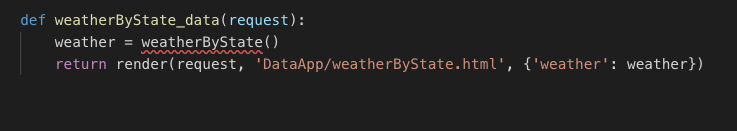 def weatherByState_data(request):
    weather = weatherByState()
    return render(request, 'DataApp/weatherByState.html', {'weather': weather})